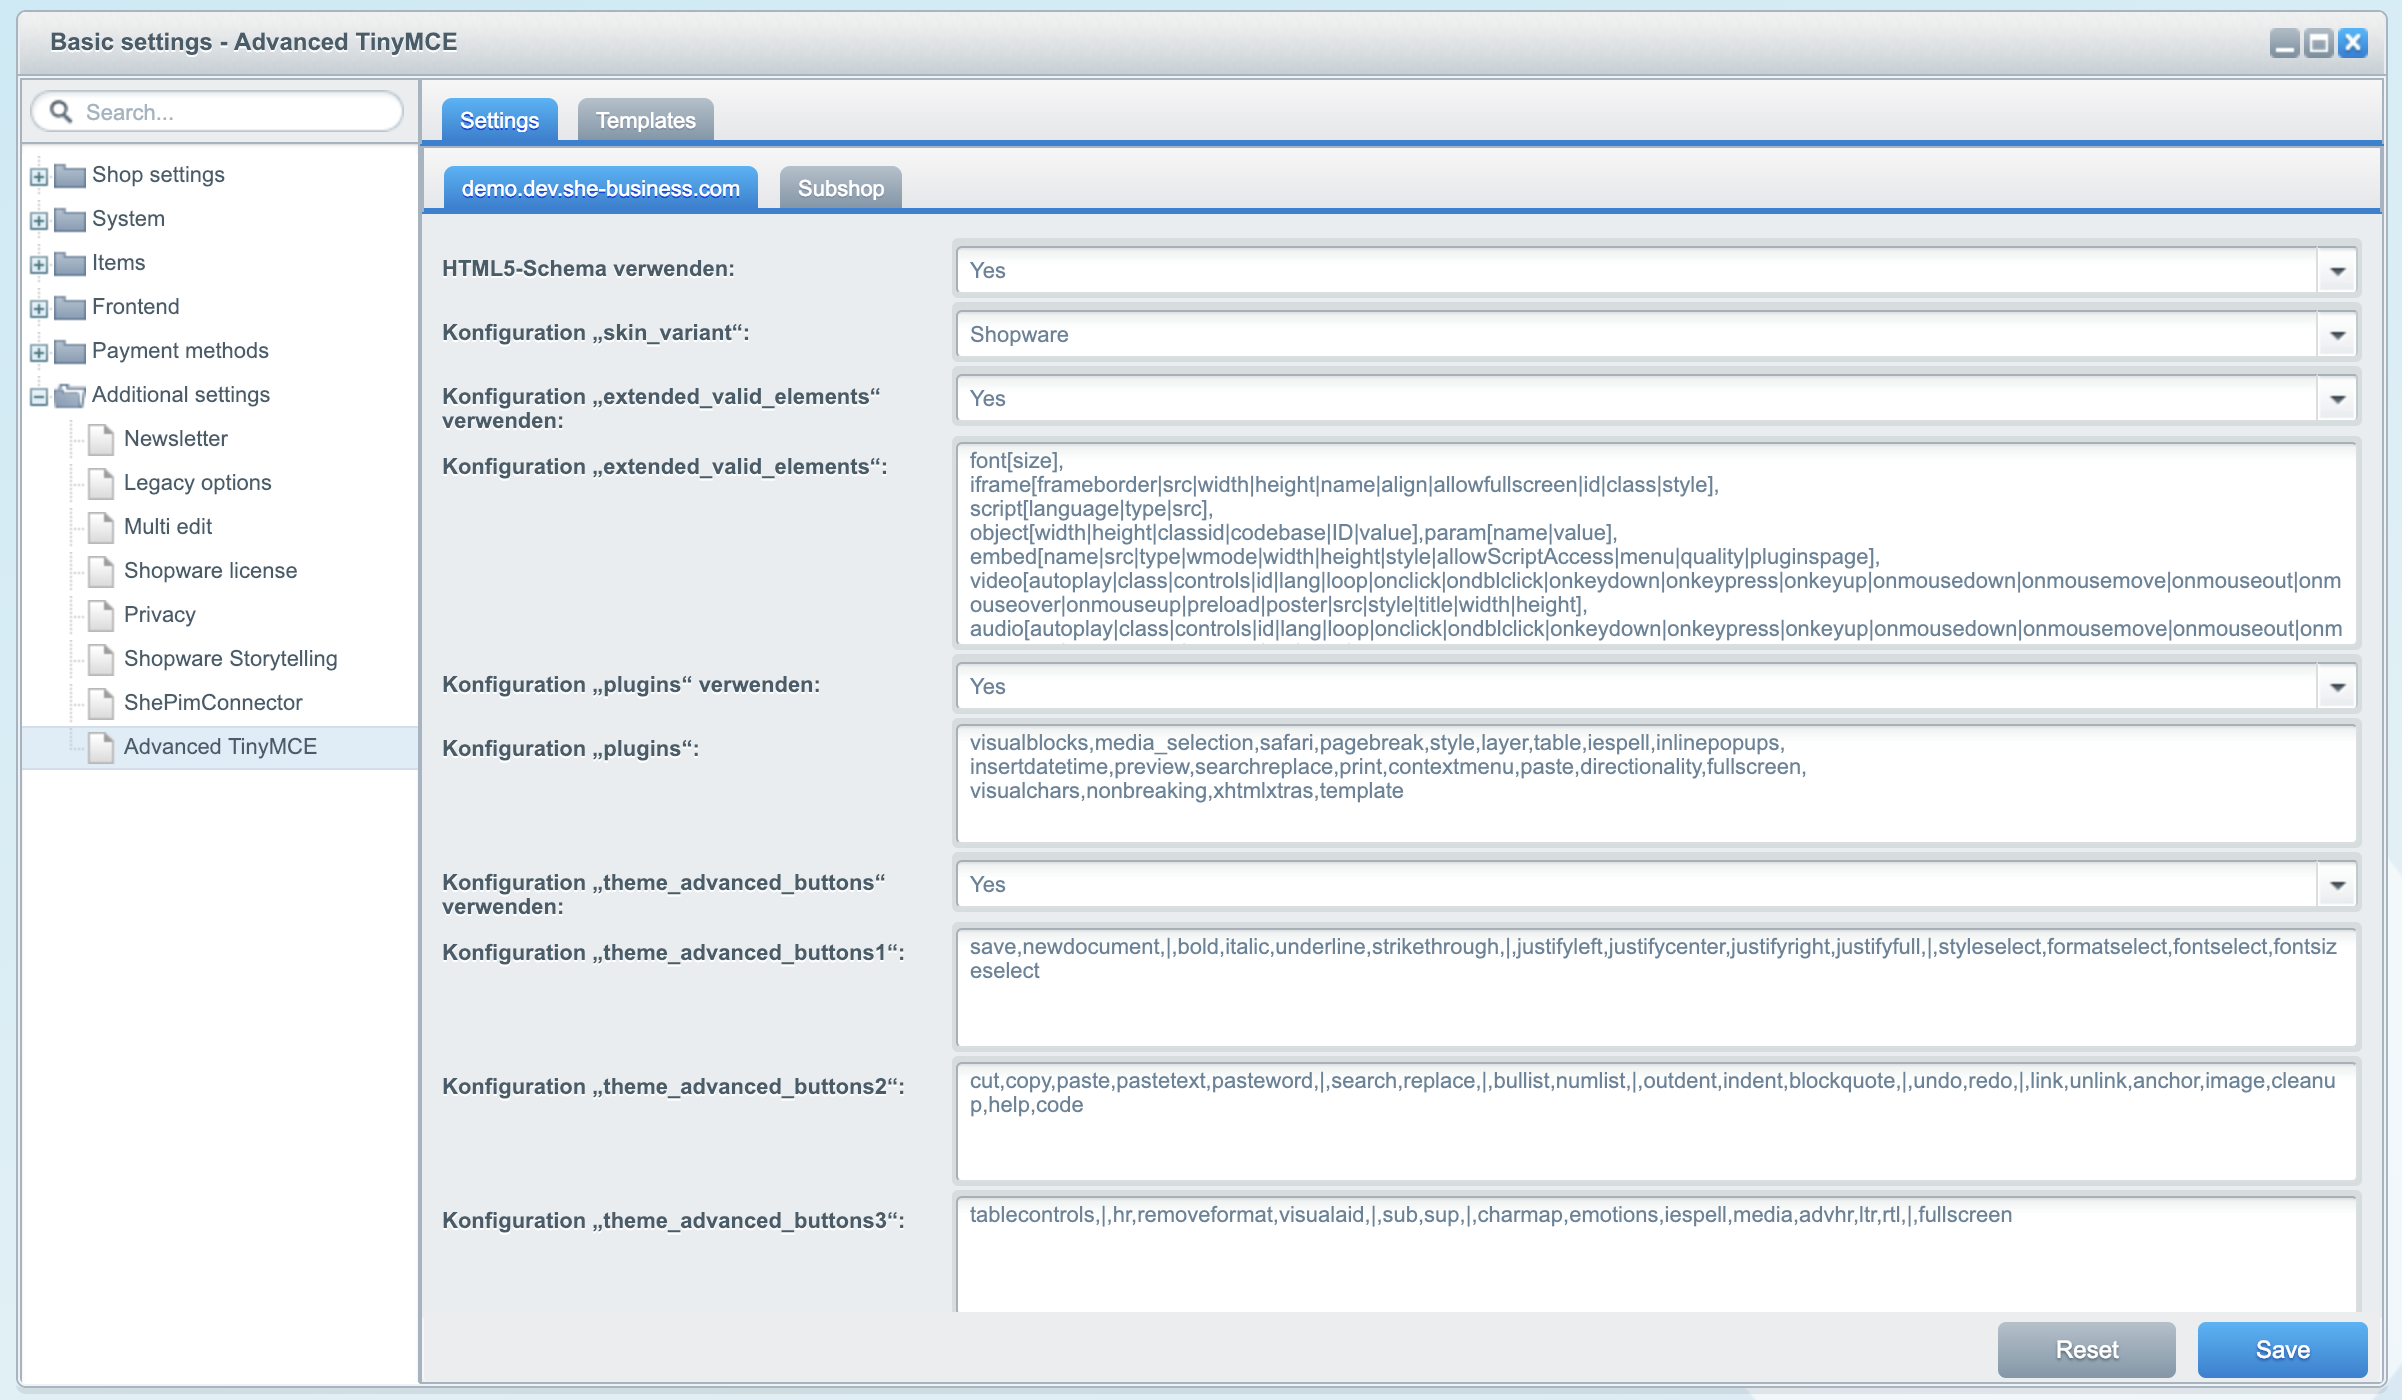 Basic settings - Advanced TinyMCE
Search...
Shop settings
System
Items
Frontend
Payment methods
Additional settings
Newsletter
Legacy options
Multi edit
Shopware license
Privacy
Shopware Storytelling
ShePimConnector
Advanced TinyMCE
Settings
Templates
demo.dev.she-business.com
Subshop
HTML5-Schema verwenden:
Yes
Konfiguration „skin_variant“:
Shopware
Konfiguration „extended_valid_elements“
verwenden:
Yes
Konfiguration „extended_valid_elements“:
font[size],
iframe[frameborder|src|width|height|name|align|allowfullscreen|id|class|style],
script[language|type|src],
object[width|height|classid|codebase|ID|value],param[name|value],
embed[name|src|type|wmode|width|height|style|allowScriptAccess|menu|quality|pluginspage],
video[autoplay|class|controls|id|lang|loop|onclick|ondblclick|onkeydown|onkeypress|onkeyup|onmousedown|onmousemove|onmouseout|onm
ouseover|onmouseup|preload|poster|src|style|title|width|height],
audio[autoplay|class|controls|id|lang|loop|onclick|ondblclick|onkeydown|onkeypress|onkeyup|onmousedown|onmousemove|onmouseout|onm
Konfiguration „plugins“ verwenden:
Yes
Konfiguration „plugins“:
visualblocks,media_selection,safari,pagebreak,style,layer,table,iespell,inlinepopups,
insertdatetime,preview,searchreplace,print,contextmenu,paste,directionality,fullscreen,
visualchars,nonbreaking,xhtmlxtras,template
Konfiguration „theme_advanced_buttons“
verwenden:
Yes
Konfiguration „theme_advanced_buttons1“:
save,newdocument,|,bold,italic,underline,strikethrough,|,justifyleft,justifycenter,justifyright,justifyfull,|,styleselect,formatselect,fontselect,fontsiz
eselect
Konfiguration „theme_advanced_buttons2“:
cut,copy,paste,pastetext,pasteword,|,search,replace,|,bullist,numlist,|,outdent,indent,blockquote,|,undo,redo,|,link,unlink,anchor,image,cleanu
p,help,code
Konfiguration „theme_advanced_buttons3“:
tablecontrols,|,hr,removeformat,visualaid,|,sub,sup,|,charmap,emotions,iespell,media,advhr,ltr,rtl,|,fullscreen
Reset
Save